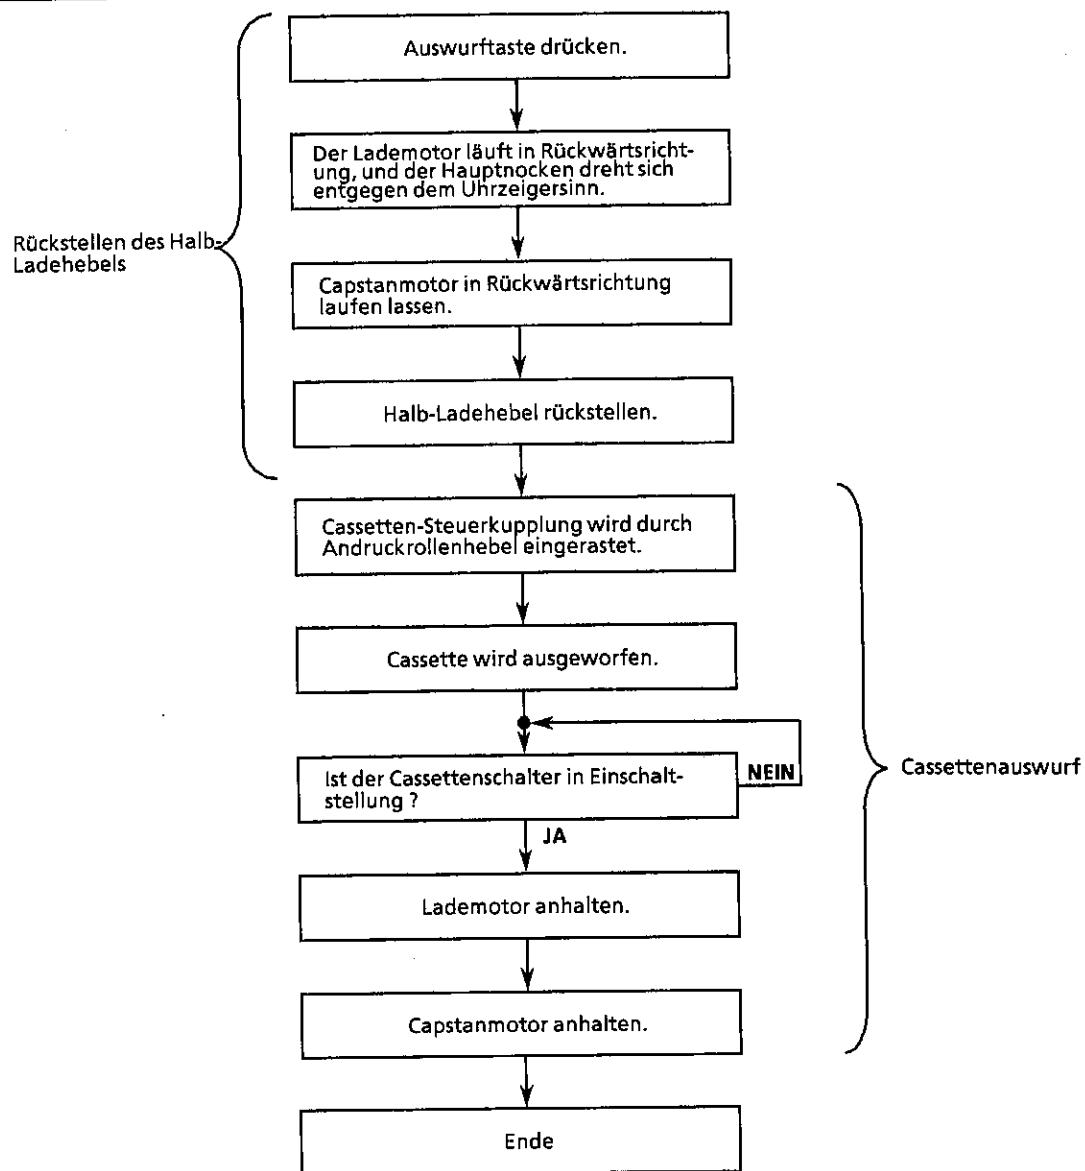 Auswurftaste drücken.
Der Lademotor läuft in Rückwärtsricht-
ung, und der Hauptnocken dreht sich
entgegen dem Uhrzeigersinn.
Rückstellen des Halb-
Ladehebels
Capstanmotor in Rückwärtsrichtung
laufen lassen.
Halb-Ladehebel rückstellen.
Cassetten-Steuerkupplung wird durch
Andruckrollenhebel eingerastet.
Cassette wird ausgeworfen.
Ist der Cassettenschalter in Einschalt-
stellung ?
NEIN
Cassettenauswurf
JA
Lademotor anhalten.
Capstanmotor anhalten.
Ende